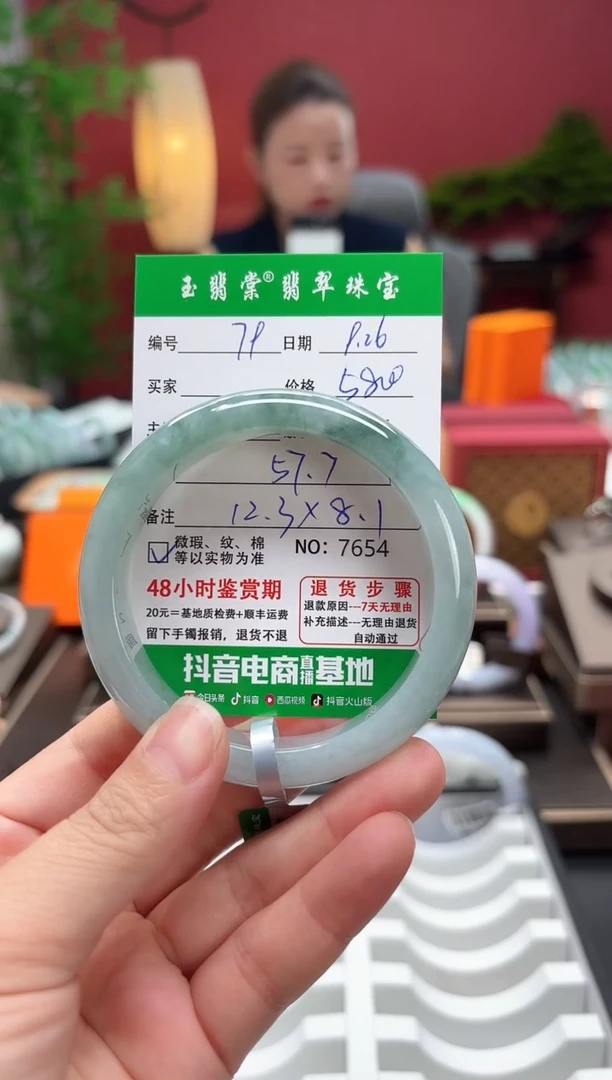 玉翡棠®翡翠珠宝
编号 79 日期 9.26
买家 价格 5800
57.7
备注 12.3×8.1
微瑕、纹、棉
等以实物为准
NO: 7654
48小时鉴赏期
20元=基地质检费+顺丰运费
留下手镯报销，退货不退
退货步骤
退款原因---7天无理由
补充描述---无理由退货
自动通过
抖音电商直播基地
今日头条 抖音 西瓜视频 抖音火山版